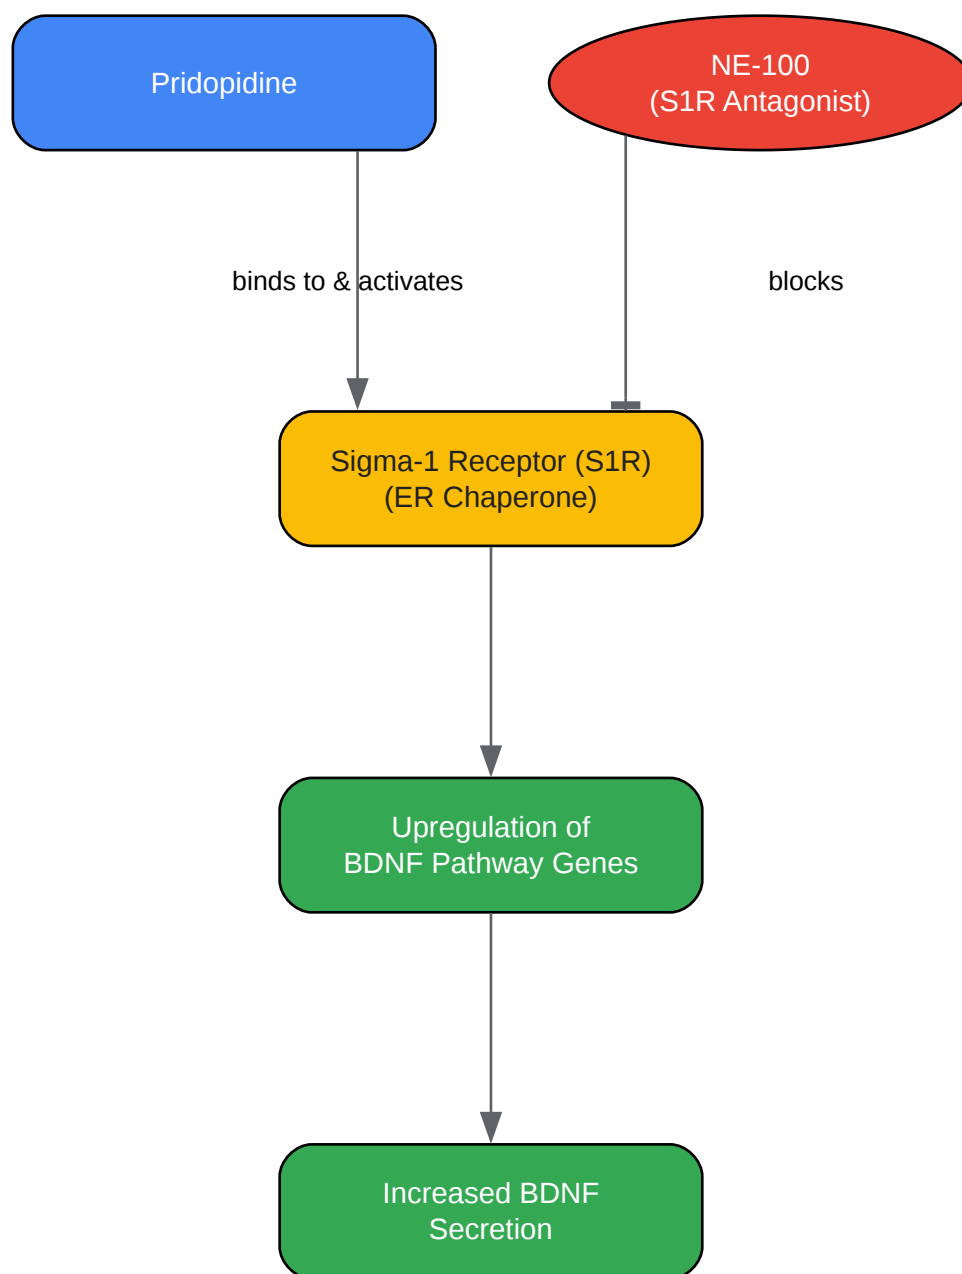 Pridopidine
NE-100
(S1R Antagonist)
binds to & activates
blocks
Sigma-1 Receptor (S1R)
(ER Chaperone)
Upregulation of
BDNF Pathway Genes
Increased BDNF
Secretion